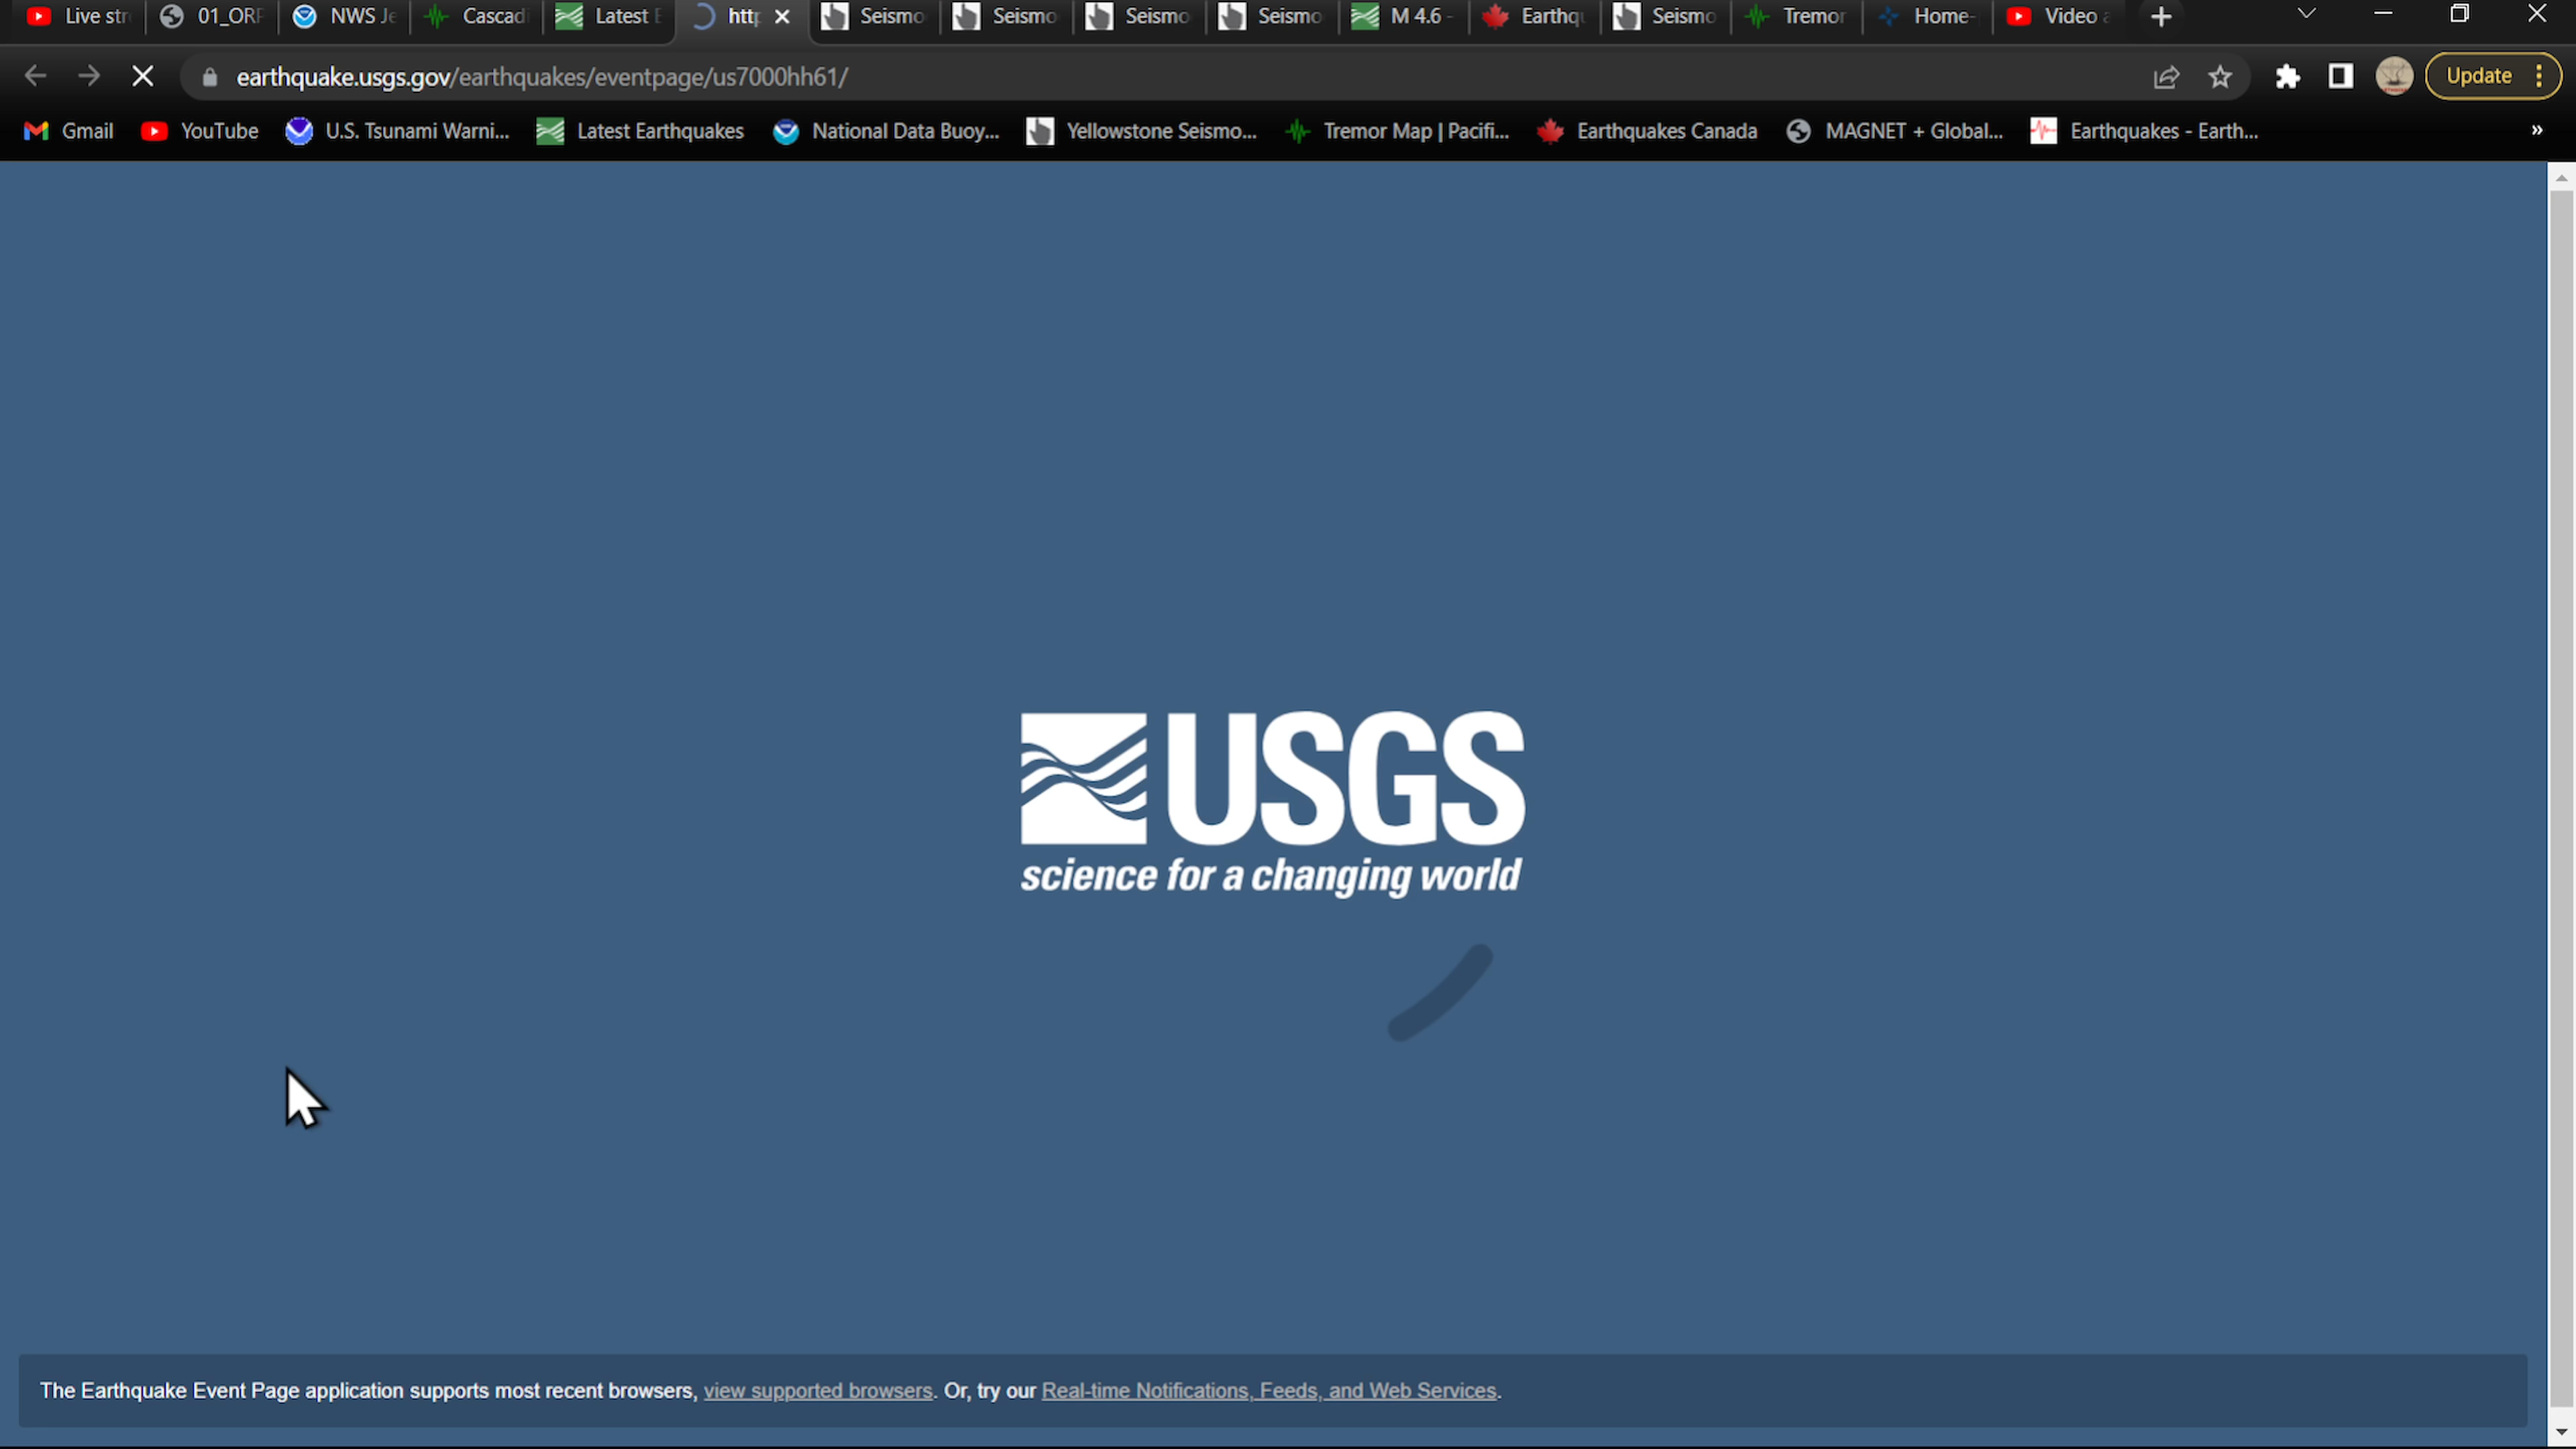 Live str 01_ORF NWS Je Cascadi Latest E http Seismo Seismo Seismo Seismo M 4.6 - Earthqu Seismo Tremor Home- Video a
earthquake.usgs.gov/earthquakes/eventpage/us7000hh61/ Update
Gmail YouTube U.S. Tsunami Warni... Latest Earthquakes National Data Buoy... Yellowstone Seismo... Tremor Map | Pacifi... Earthquakes Canada MAGNET + Global... Earthquakes - Earth... »
USGS
science for a changing world
The Earthquake Event Page application supports most recent browsers, view supported browsers. Or, try our Real-time Notifications, Feeds, and Web Services.